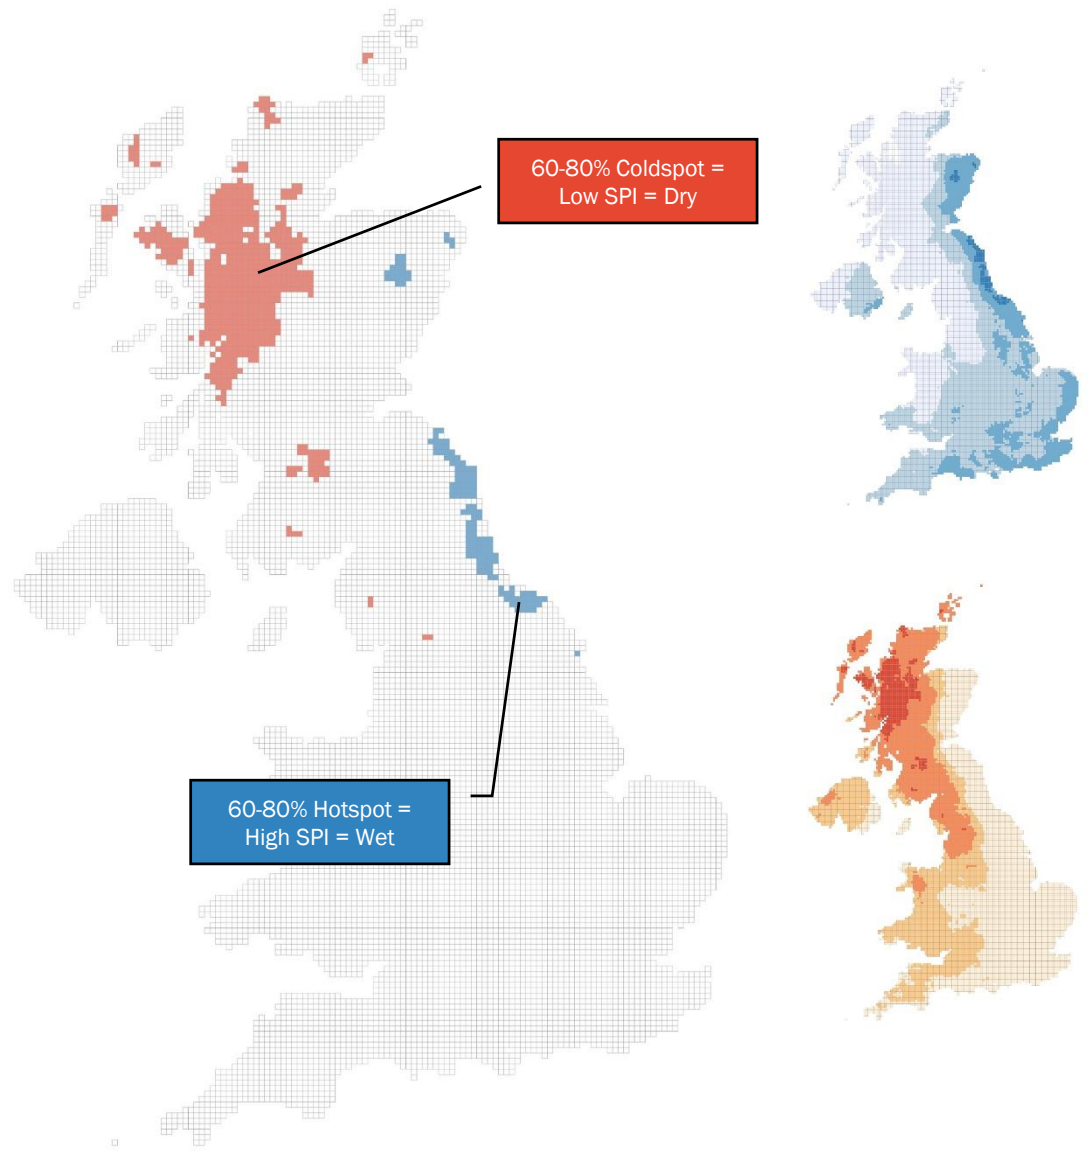 60-80% Coldspot =
Low SPI = Dry
60-80% Hotspot =
High SPI = Wet